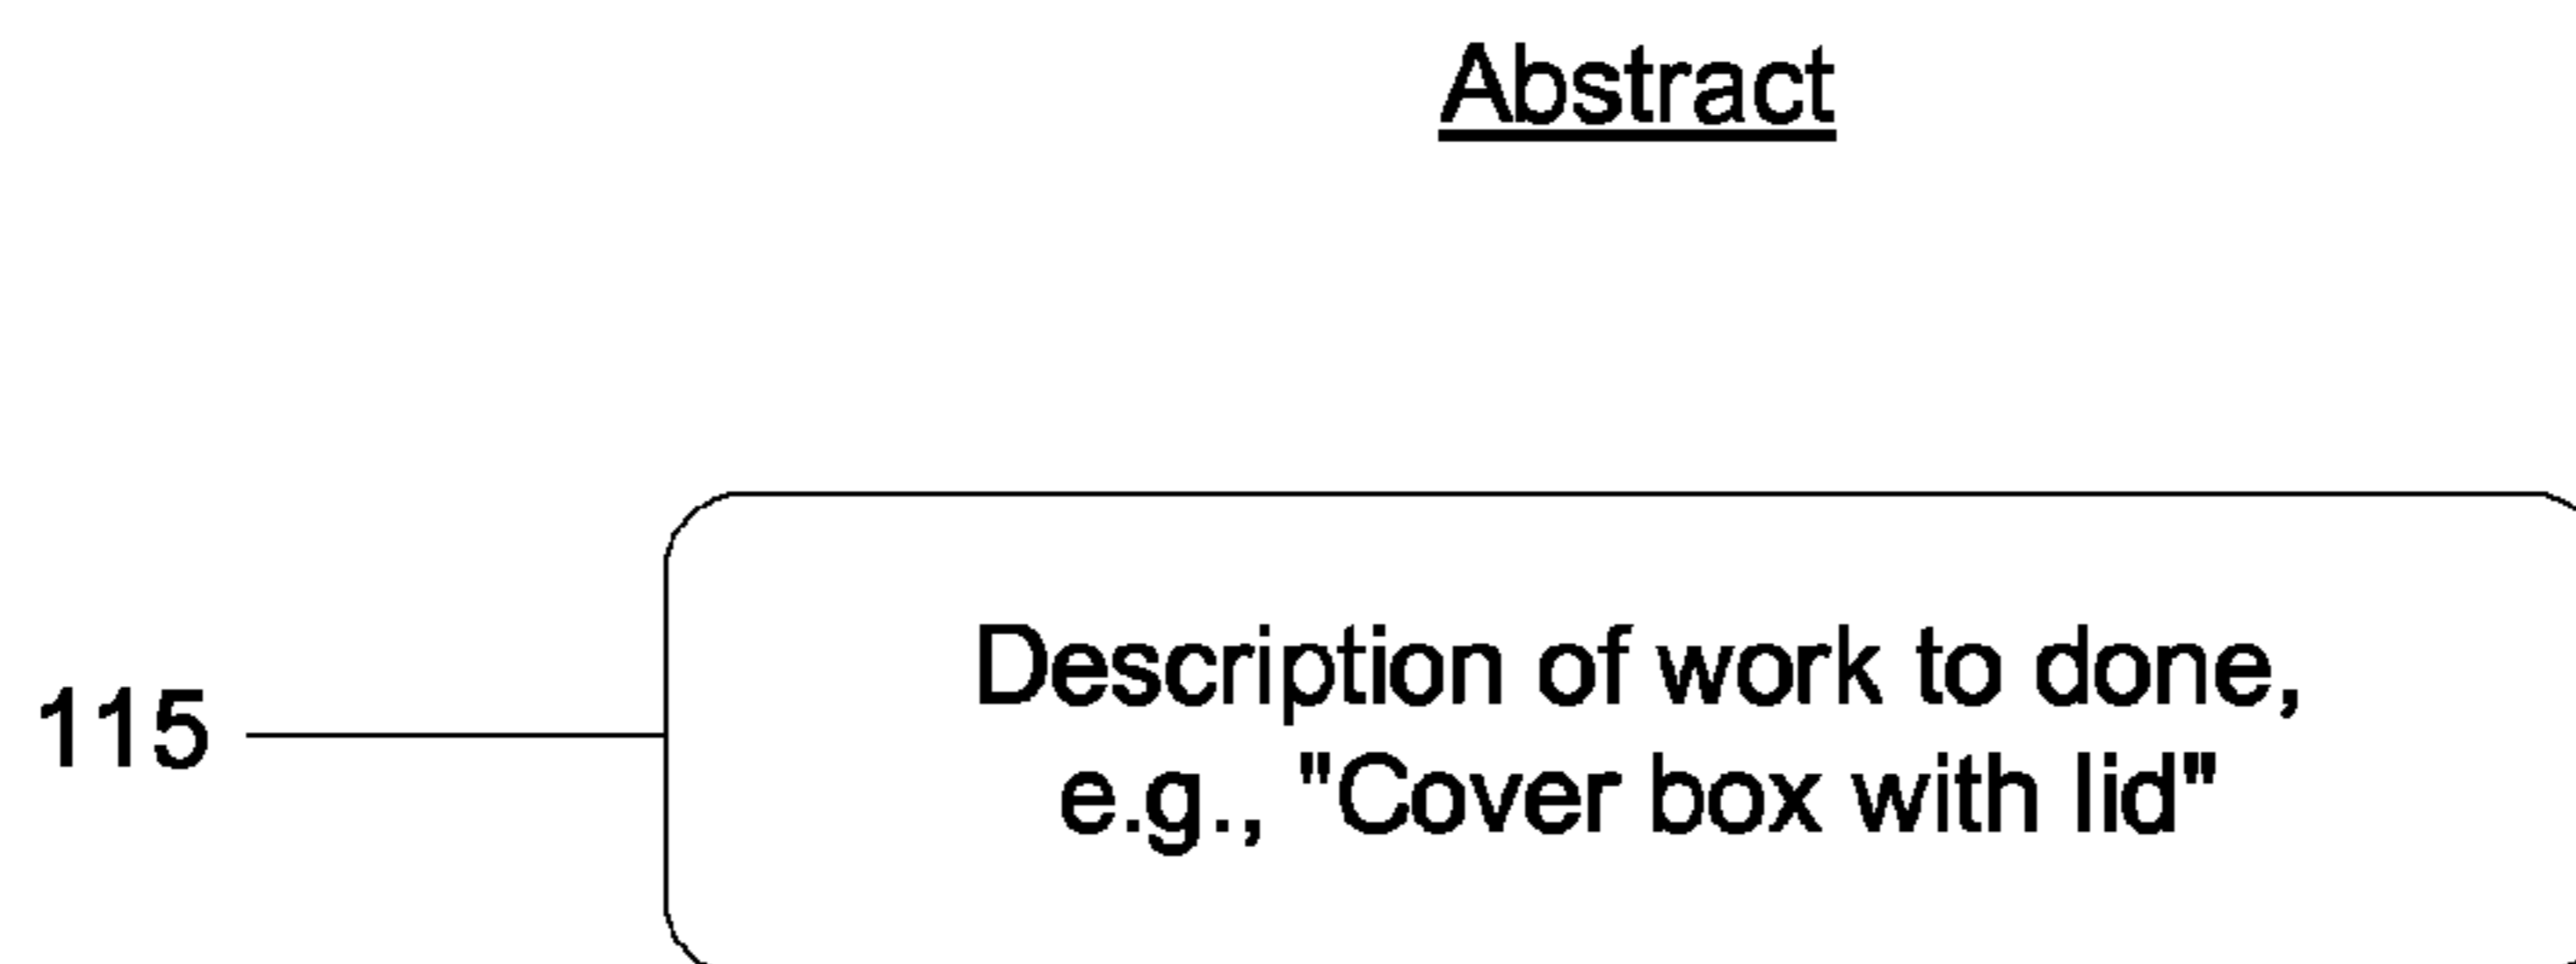 Abstract
Description of work to done,
115
e.g., "Cover box with lid"